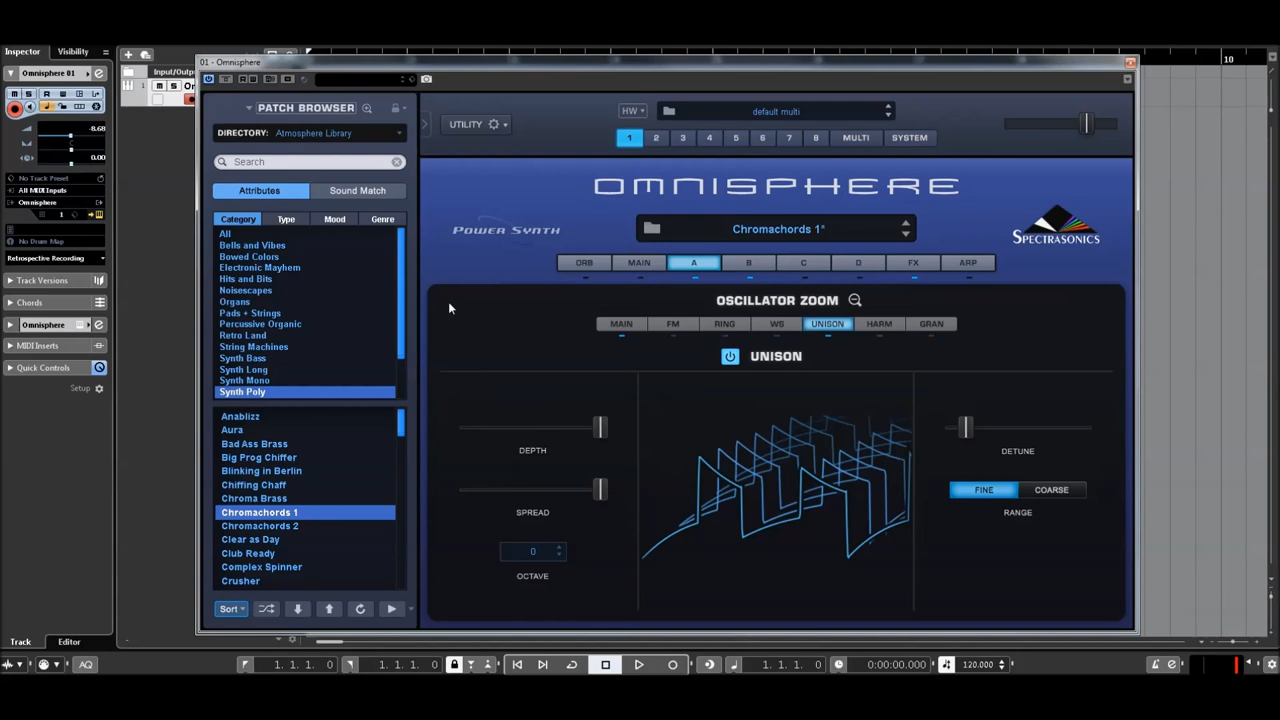 Inspector Visibility
Omnisphere 01
M S R W
-8.68
0.00
No Track Preset
All MIDI Inputs
Omnisphere
1
No Drum Map
Retrospective Recording
Track Versions
Chords
Omnisphere
MIDI Inserts
Quick Controls
Setup
Track Editor
Input/Outpu
1 M S Or
10
01 - Omnisphere
PATCH BROWSER
DIRECTORY: Atmosphere Library
Search
Attributes Sound Match
Category Type Mood Genre
All
Bells and Vibes
Bowed Colors
Electronic Mayhem
Hits and Bits
Noisescapes
Organs
Pads + Strings
Percussive Organic
Retro Land
String Machines
Synth Bass
Synth Long
Synth Mono
Synth Poly
Anablizz
Aura
Bad Ass Brass
Big Prog Chiffer
Blinking in Berlin
Chiffing Chaff
Chroma Brass
Chromachords 1
Chromachords 2
Clear as Day
Club Ready
Complex Spinner
Crusher
Sort
UTILITY
HW
default multi
1 2 3 4 5 6 7 8 MULTI SYSTEM
OMNISPHERE
POWER SYNTH
Chromachords 1*
SPECTRASONICS
ORB MAIN A B C D FX ARP
OSCILLATOR ZOOM
MAIN FM RING WS UNISON HARM GRAN
UNISON
DEPTH
SPREAD
0
OCTAVE
DETUNE
FINE COARSE
RANGE
AQ
1. 1. 1. 0
1. 1. 1. 0
1. 1. 1. 0
0:00:00.000
120.000